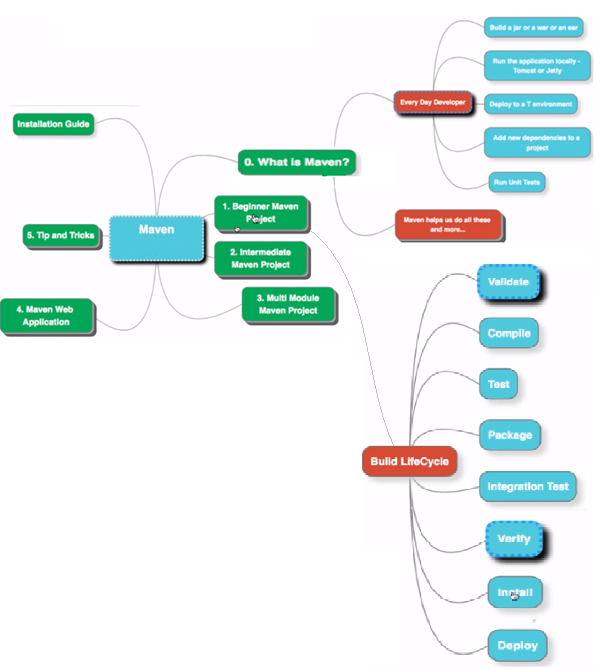 Build a jar or a war or an ear
Run the application locally -
Tomcat or Jetty
Every Day Developer
Deploy to a T environment
Add new dependencies to a
project
Run Unit Tests
Installation Guide
0. What is Maven?
Maven helps us do all these
and more...
1. Beginner Maven
Project
Maven
5. Tip and Tricks
2. Intermediate
Maven Project
3. Multi Module
Maven Project
4. Maven Web
Application
Validate
Compile
Test
Package
Build LifeCycle
Integration Test
Verify
Install
Deploy